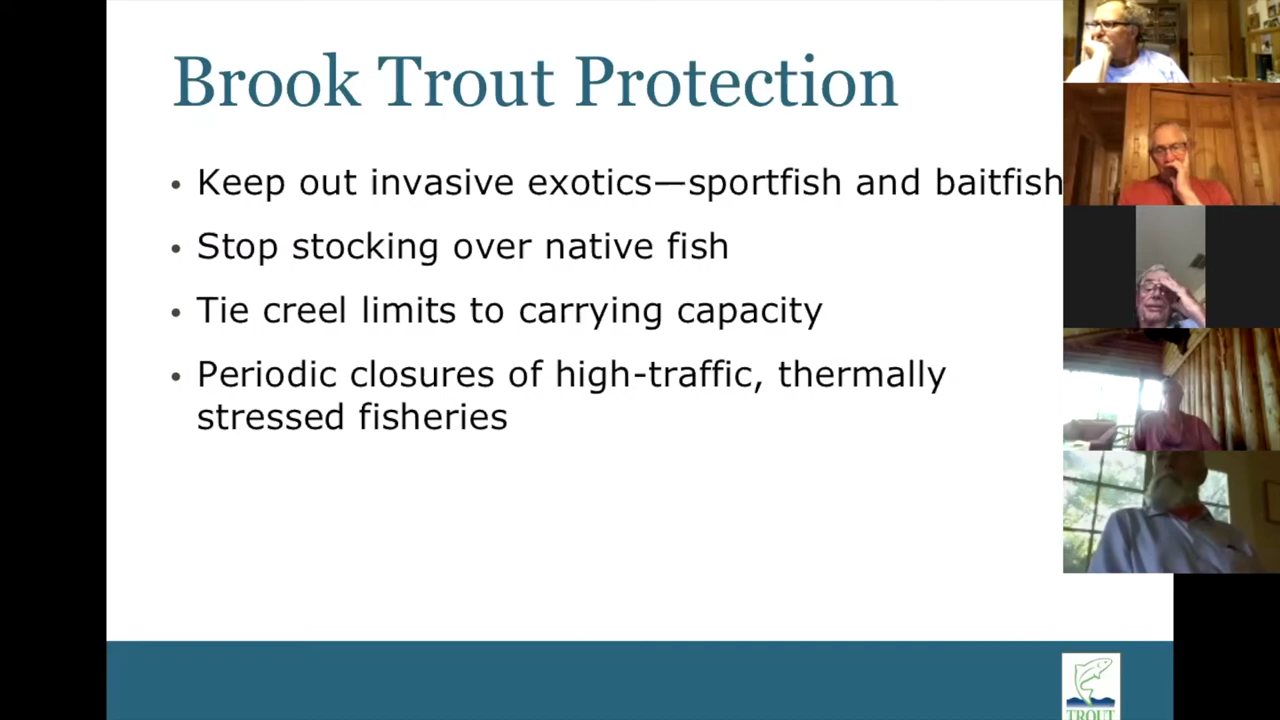 Brook Trout Protection
• Keep out invasive exotics—sportfish and baitfish
• Stop stocking over native fish
• Tie creel limits to carrying capacity
• Periodic closures of high-traffic, thermally
stressed fisheries
TROUT